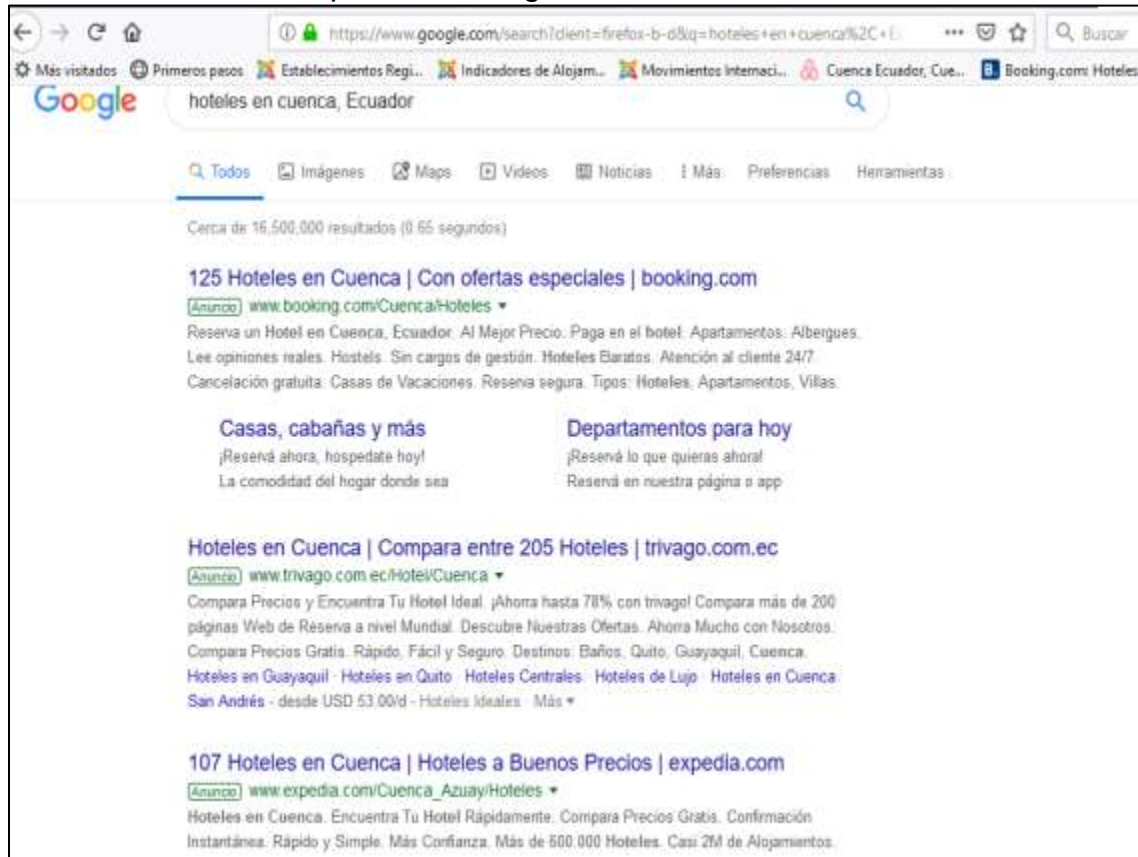 https://www.google.com/search?client=firefox-b-d&q=hoteles+en+cuenca%2C+E
Buscar
Más visitados Primeros pasos Establecimientos Regi... Indicadores de Alojam... Movimientos Internaci... Cuenca Ecuador, Cue... B. Booking.com: Hoteles
Google hoteles en cuenca, Ecuador
Todos Imágenes Maps Videos Noticias Más Preferencias Herramientas
Cerca de 16,500,000 resultados (0.65 segundos)
125 Hoteles en Cuenca | Con ofertas especiales | booking.com
Anuncio www.booking.com/Cuenca/Hoteles
Reserva un Hotel en Cuenca, Ecuador. Al Mejor Precio. Paga en el hotel. Apartamentos. Albergues.
Lee opiniones reales. Hostels. Sin cargos de gestión. Hoteles Baratos. Atención al cliente 24/7
Cancelación gratuita. Casas de Vacaciones. Reserva segura. Tipos: Hoteles, Apartamentos, Villas.
Casas, cabañas y más
¡Reservá ahora, hospedate hoy!
La comodidad del hogar donde sea
Departamentos para hoy
¡Reservá lo que quieras ahora!
Reservá en nuestra página o app
Hoteles en Cuenca | Compara entre 205 Hoteles | trivago.com.ec
Anuncio www.trivago.com.ec/Hotel/Cuenca
Compara Precios y Encuentra Tu Hotel Ideal. ¡Ahorra hasta 78% con trivago! Compara más de 200
páginas Web de Reserva a nivel Mundial. Descubre Nuestras Ofertas. Ahorra Mucho con Nosotros.
Compara Precios Gratis. Rápido, Fácil y Seguro. Destinos: Baños, Quito, Guayaquil, Cuenca.
Hoteles en Guayaquil · Hoteles en Quito · Hoteles Centrales · Hoteles de Lujo · Hoteles en Cuenca
San Andrés - desde USD 53.00/d - Hoteles Ideales · Más
107 Hoteles en Cuenca | Hoteles a Buenos Precios | expedia.com
Anuncio www.expedia.com/Cuenca_Azuay/Hoteles
Hoteles en Cuenca. Encuentra Tu Hotel Rápidamente. Compara Precios Gratis. Confirmación
Instantánea. Rápido y Simple. Más Confianza. Más de 600.000 Hoteles. Casi 2M de Alojamientos.